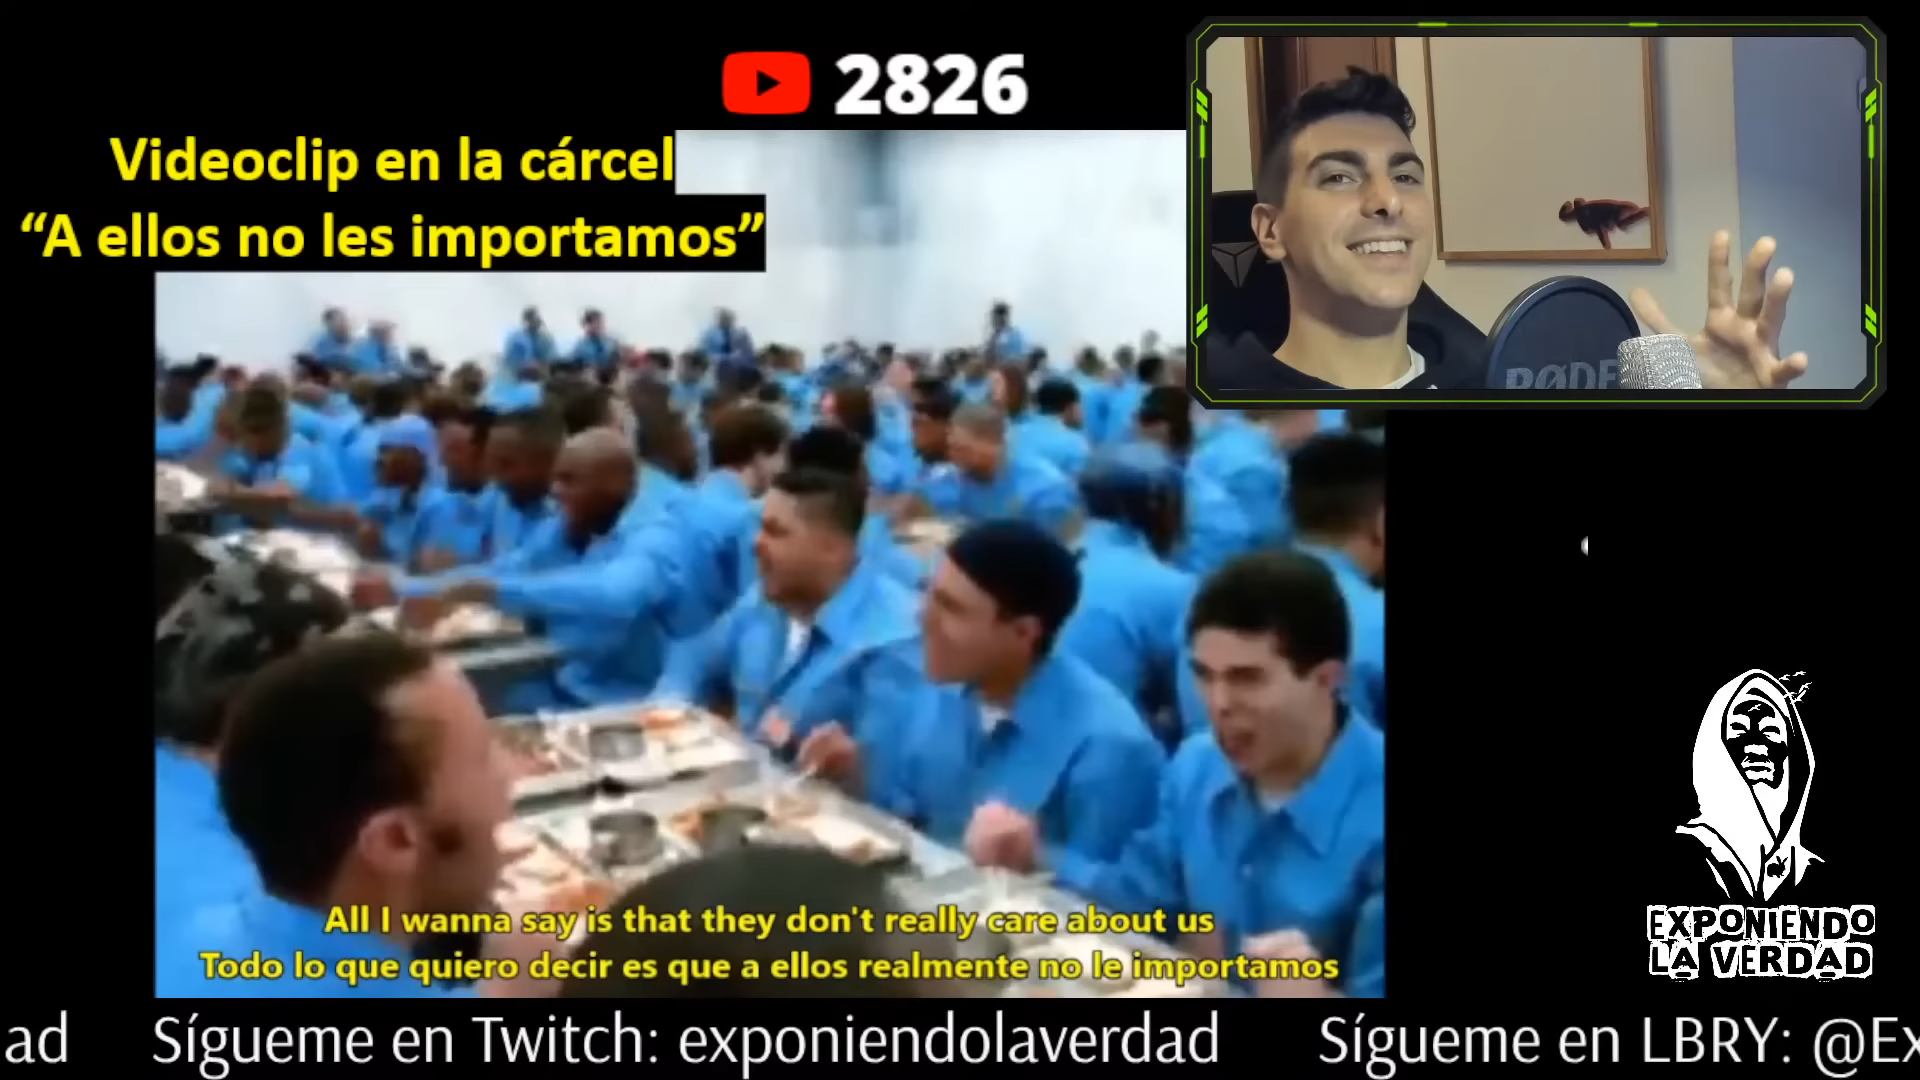 2826
Videoclip en la cárcel
“A ellos no les importamos”
RØDE
All I wanna say is that they don't really care about us
Todo lo que quiero decir es que a ellos realmente no le importamos
EXPONIENDO
LA VERDAD
ad Sígueme en Twitch: exponiendolaverdad Sígueme en LBRY: @Ex